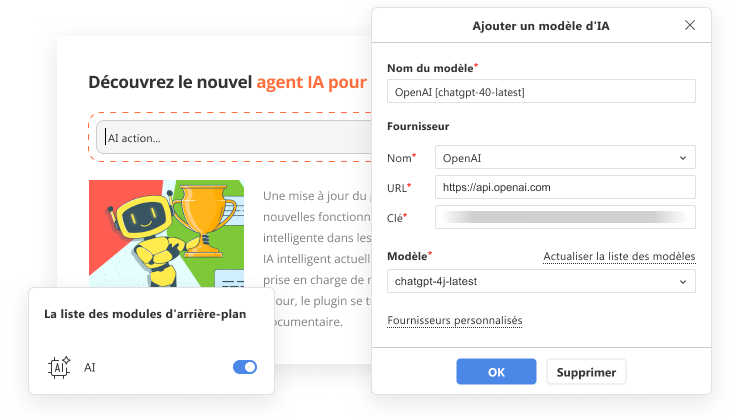 Découvrez le nouvel agent IA pour
AI action...
Une mise à jour du
nouvelles fonctionn
intelligente dans les
IA intelligent actuell
prise en charge de
jour, le plugin se t
ocumentaire.
La liste des modules d'arrière-plan
AI
AI
Ajouter un modèle d'IA
Nom du modèle*
OpenAI [chatgpt-40-latest]
Fournisseur
Nom*
OpenAI
URL*
https://api.openai.com
Clé*
Modèle*
Actualiser la liste des modèles
chatgpt-4j-latest
Fournisseurs personnalisés
OK
Supprimer